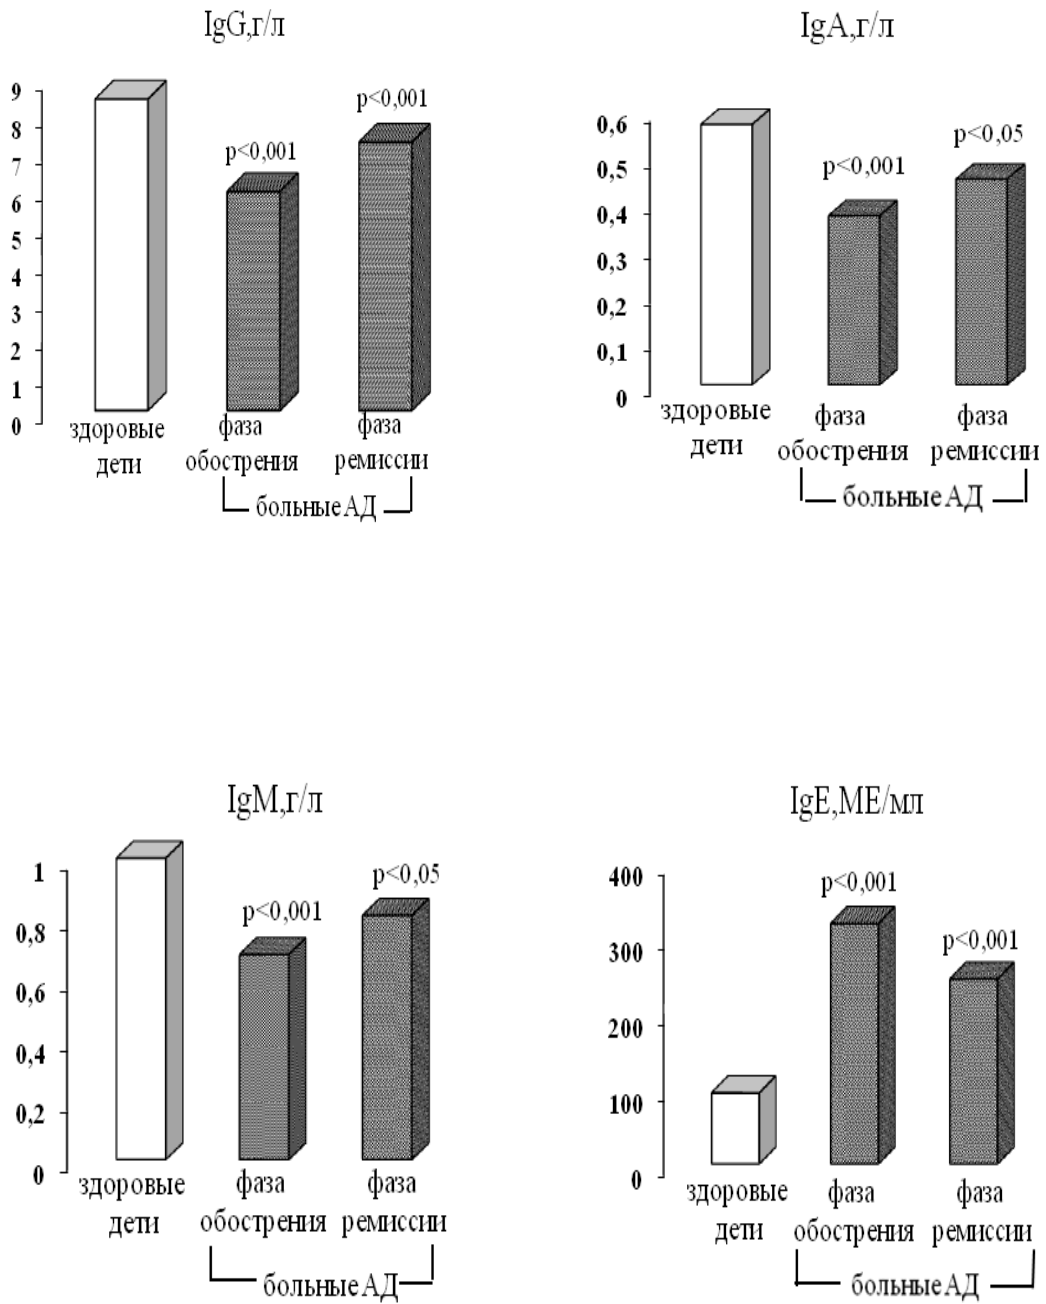 IgG,г/л
9
8
7
6
5
4
3
2
1
0
p<0,001
p<0,001
здоровые
дети
фаза
обострения
фаза
ремиссии
больные АД
IgA,г/л
0,6
0,5
0,4
0,3
0,2
0,1
0
p<0,001
p<0,05
здоровые
дети
фаза
обострения
фаза
ремиссии
больные АД
IgM,г/л
1
0,8
0,6
0,4
0,2
0
p<0,001
p<0,05
здоровые
дети
фаза
обострения
фаза
ремиссии
больные АД
IgE,МЕ/мл
400
300
200
100
0
p<0,001
p<0,001
здоровые
дети
фаза
обострения
фаза
ремиссии
больные АД